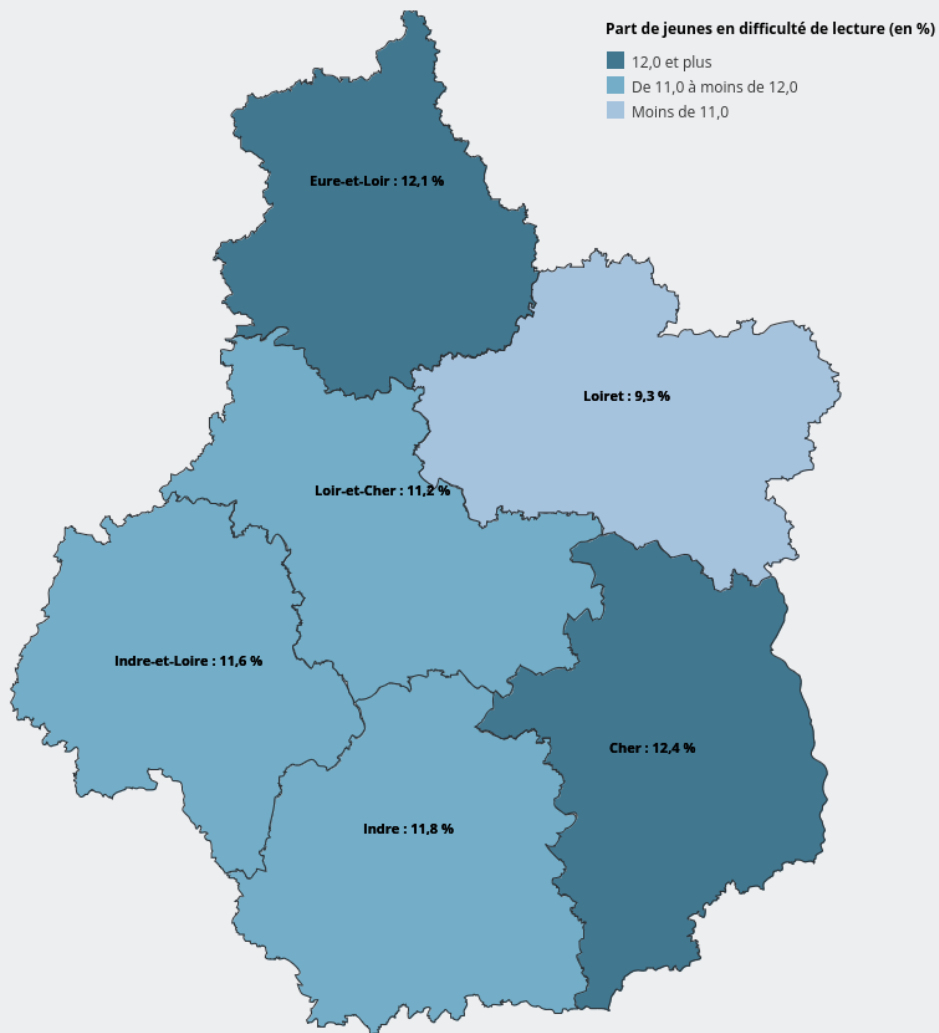 Part de jeunes en difficulté de lecture (en %)
12,0 et plus
De 11,0 à moins de 12,0
Moins de 11,0
Eure-et-Loir : 12,1 %
Loiret : 9,3 %
Loir-et-Cher : 11,2 %
Indre-et-Loire : 11,6 %
Cher : 12,4 %
Indre : 11,8 %